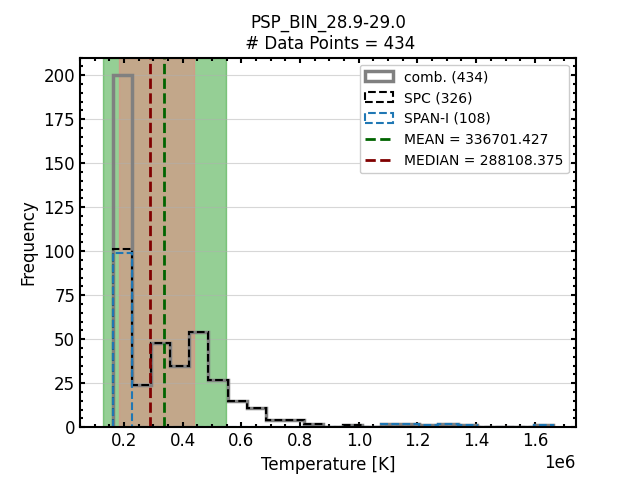 PSP_BIN_28.9-29.0
# Data Points = 434
comb. (434)
SPC (326)
SPAN-I (108)
MEAN = 336701.427
MEDIAN = 288108.375
Frequency
200
175
150
125
100
75
50
25
0
0.2 0.4 0.6 0.8 1.0 1.2 1.4 1.6
1e6
Temperature [K]